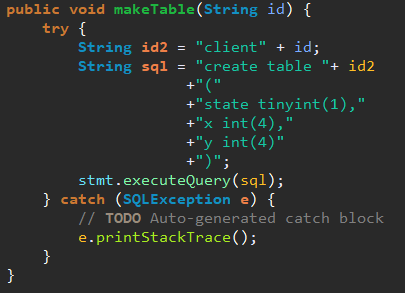 public void makeTable(String id) {
    try {
        String id2 = "client" + id;
        String sql = "create table "+ id2
                    +"("
                    +"state tinyint(1),"
                    +"x int(4),"
                    +"y int(4)"
                    +")";
        stmt.executeQuery(sql);
    } catch (SQLException e) {
        // TODO Auto-generated catch block
        e.printStackTrace();
    }
}